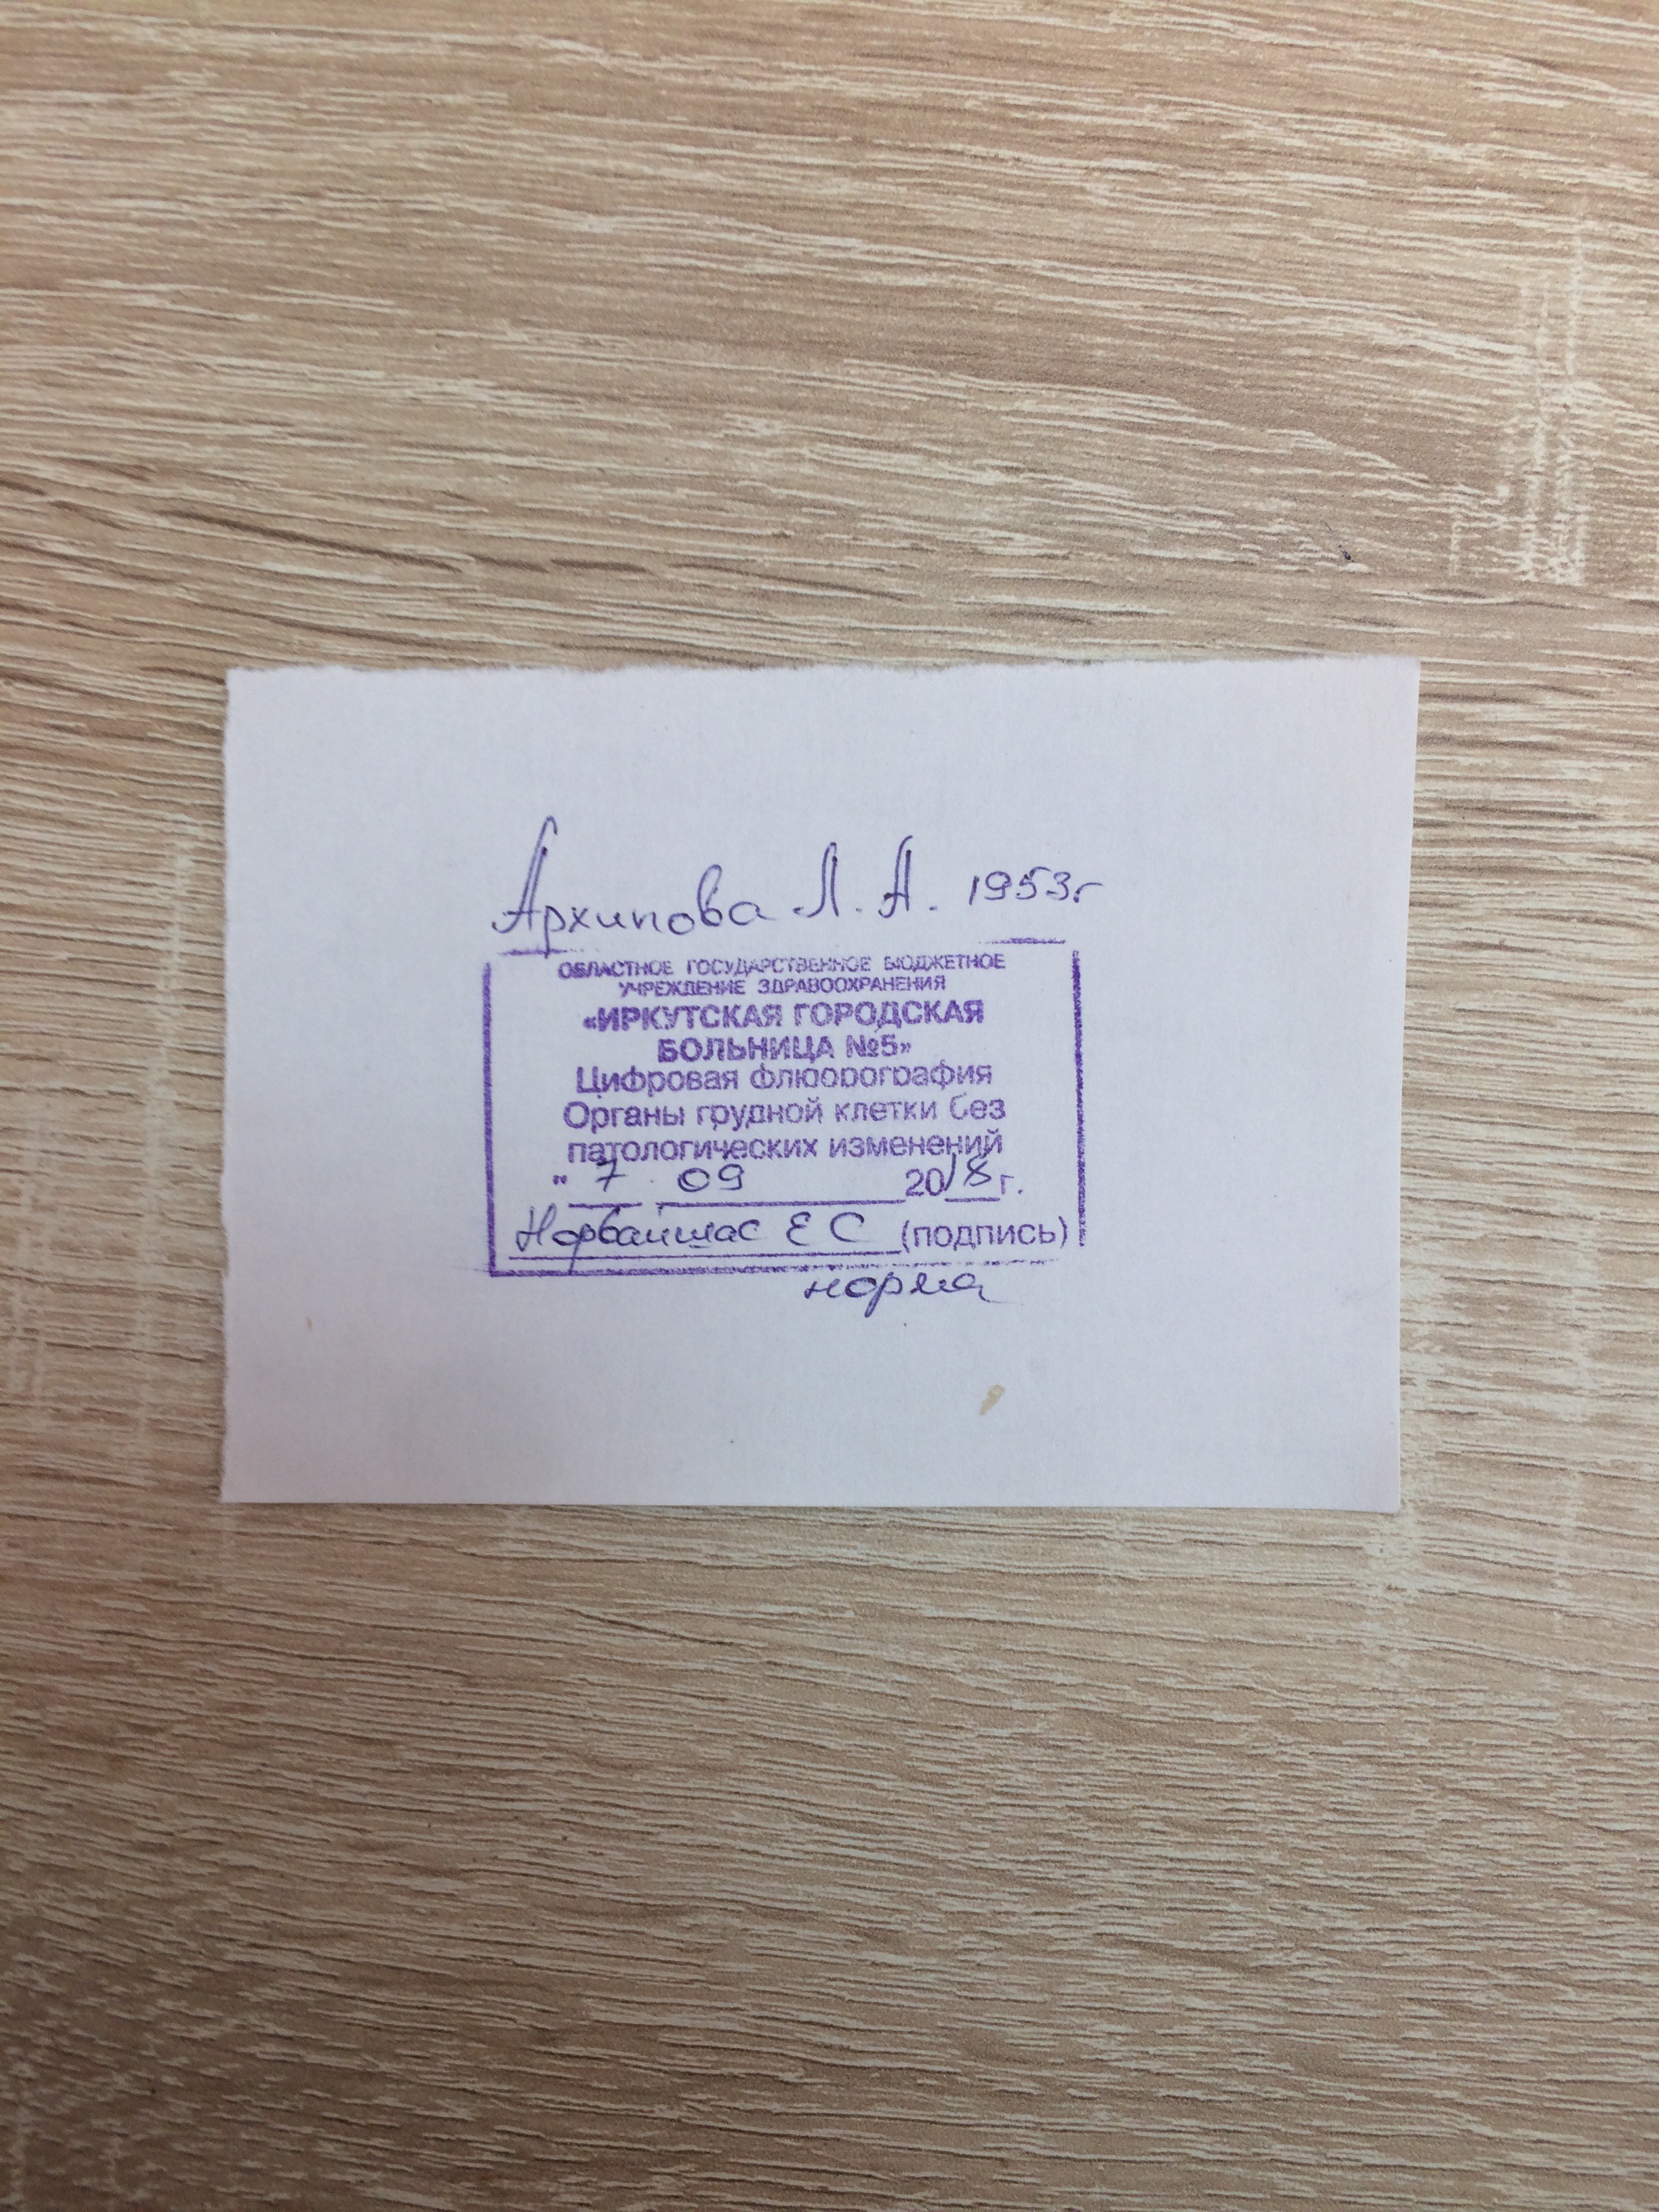 Архипова Л. А. 1953г
ОБЛАСТНОЕ ГОСУДАРСТВЕННОЕ БЮДЖЕТНОЕ
УЧРЕЖДЕНИЕ ЗДРАВООХРАНЕНИЯ
«ИРКУТСКАЯ ГОРОДСКАЯ
БОЛЬНИЦА №5»
Цифровая флюорография
Органы грудной клетки без
патологических изменений
" 7 09 2018 г.
Норвайшас Е С (подпись)
норма